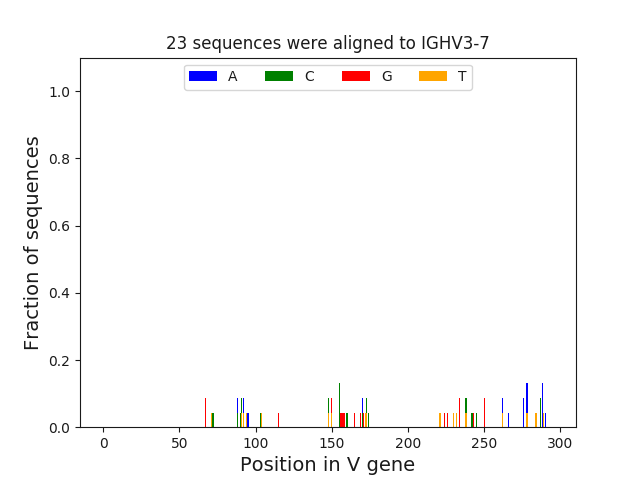 23 sequences were aligned to IGHV3-7
A C G T
Fraction of sequences
1.0
0.8
0.6
0.4
0.2
0.0
0 50 100 150 200 250 300
Position in V gene